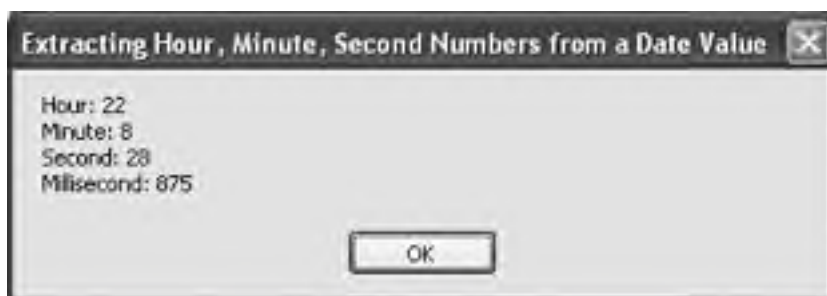 Extracting Hour, Minute, Second Numbers from a Date Value
Hour: 22
Minute: 8
Second: 28
Millisecond: 875
OK